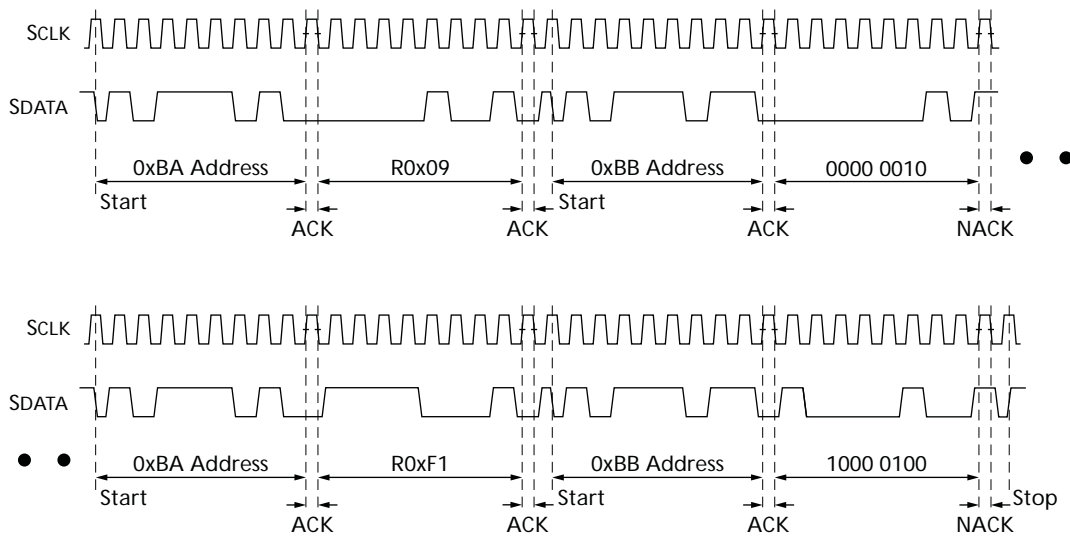 SCLK
SDATA
0xBA Address R0x09 0xBB Address 0000 0010
Start Start
ACK ACK ACK NACK
SCLK
SDATA
0xBA Address R0xF1 0xBB Address 1000 0100
Start Start Stop
ACK ACK ACK NACK